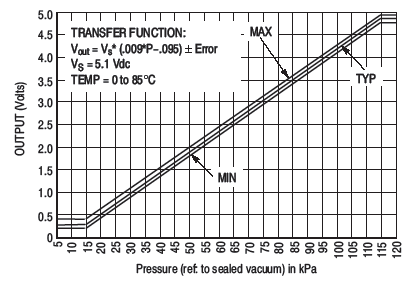 5.0
4.5
4.0
3.5
3.0
2.5
2.0
1.5
1.0
0.5
0
OUTPUT (Volts)
TRANSFER FUNCTION:
Vout = Vs* (.009*P–.095) ± Error
VS = 5.1 Vdc
TEMP = 0 to 85°C
MAX
TYP
MIN
5 10 15 20 25 30 35 40 45 50 55 60 65 70 75 80 85 90 95 100 105 110 115 120
Pressure (ref. to sealed vacuum) in kPa